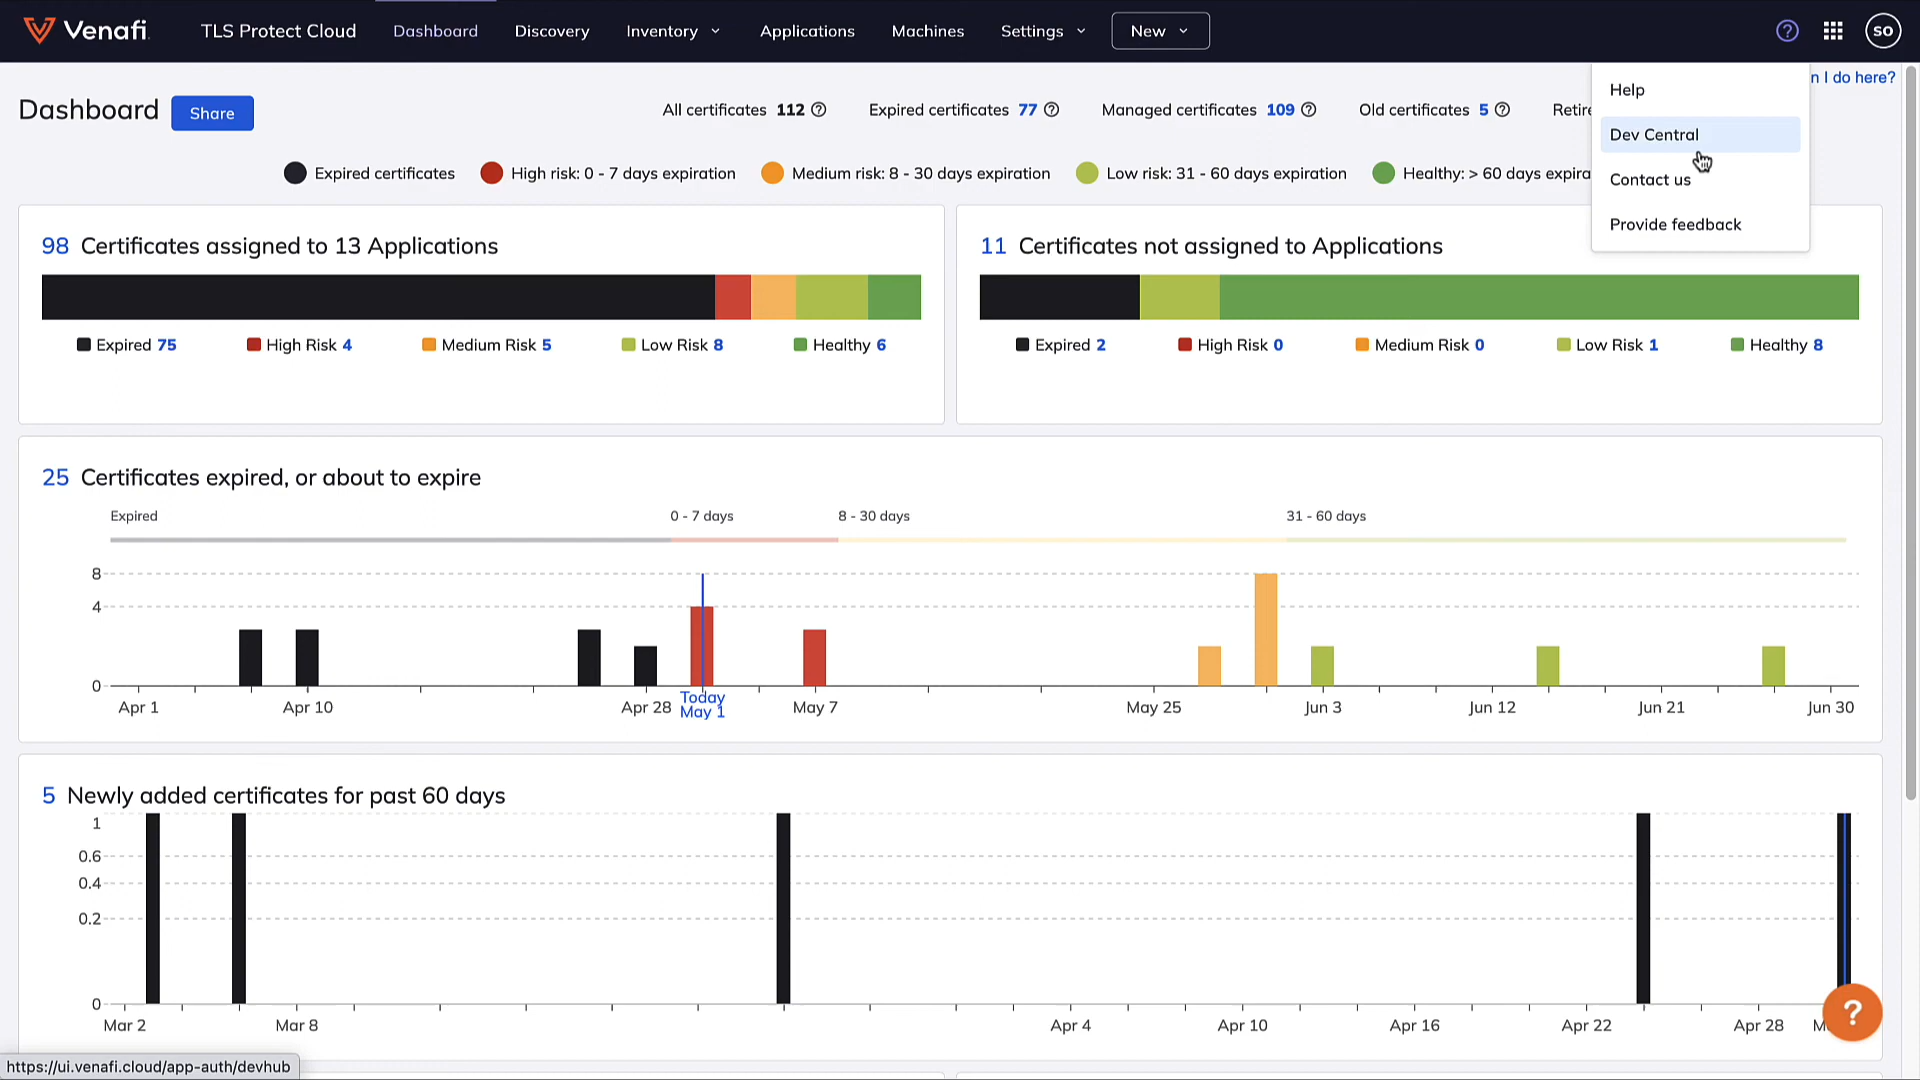 Venafi TLS Protect Cloud Dashboard Discovery Inventory Applications Machines Settings New ? SO
n I do here?
Dashboard Share All certificates 112 ? Expired certificates 77 ? Managed certificates 109 ? Old certificates 5 ? Retire
Help
Dev Central
Contact us
Provide feedback
Expired certificates High risk: 0 - 7 days expiration Medium risk: 8 - 30 days expiration Low risk: 31 - 60 days expiration Healthy: > 60 days expira
98 Certificates assigned to 13 Applications
Expired 75 High Risk 4 Medium Risk 5 Low Risk 8 Healthy 6
11 Certificates not assigned to Applications
Expired 2 High Risk 0 Medium Risk 0 Low Risk 1 Healthy 8
25 Certificates expired, or about to expire
Expired 0 - 7 days 8 - 30 days 31 - 60 days
8
4
0
Apr 1 Apr 10 Apr 28 Today May 7 May 25 Jun 3 Jun 12 Jun 21 Jun 30
May 1
5 Newly added certificates for past 60 days
1
0.6
0.4
0.2
0
Mar 2 Mar 8 Apr 4 Apr 10 Apr 16 Apr 22 Apr 28 M
?
https://ui.venafi.cloud/app-auth/devhub